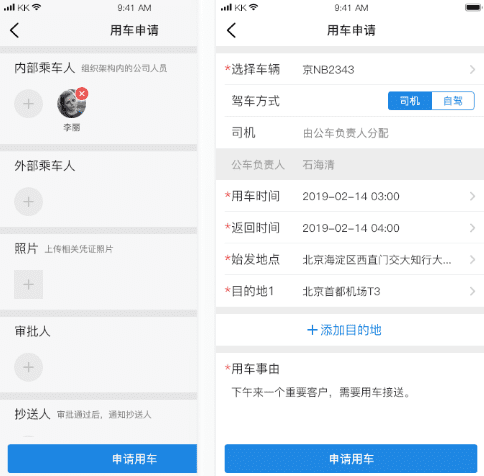 KK 9:41 AM
用车申请
内部乘车人 组织架构内的公司人员
李丽
外部乘车人
照片 上传相关凭证照片
审批人
抄送人 审批通过后，通知抄送人
申请用车
KK 9:41 AM
用车申请
*选择车辆 京NB2343
驾车方式 司机 自驾
司机 由公车负责人分配
公车负责人 石海清
*用车时间 2019-02-14 03:00
*返回时间 2019-02-14 04:00
*始发地点 北京海淀区西直门交大知行大...
*目的地1 北京首都机场T3
+添加目的地
*用车事由
下午来一个重要客户，需要用车接送。
申请用车